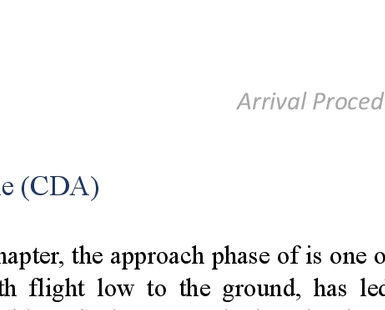 Arrival Proced
e (CDA)
hapter, the approach phase of is one o
th flight low to the ground, has led